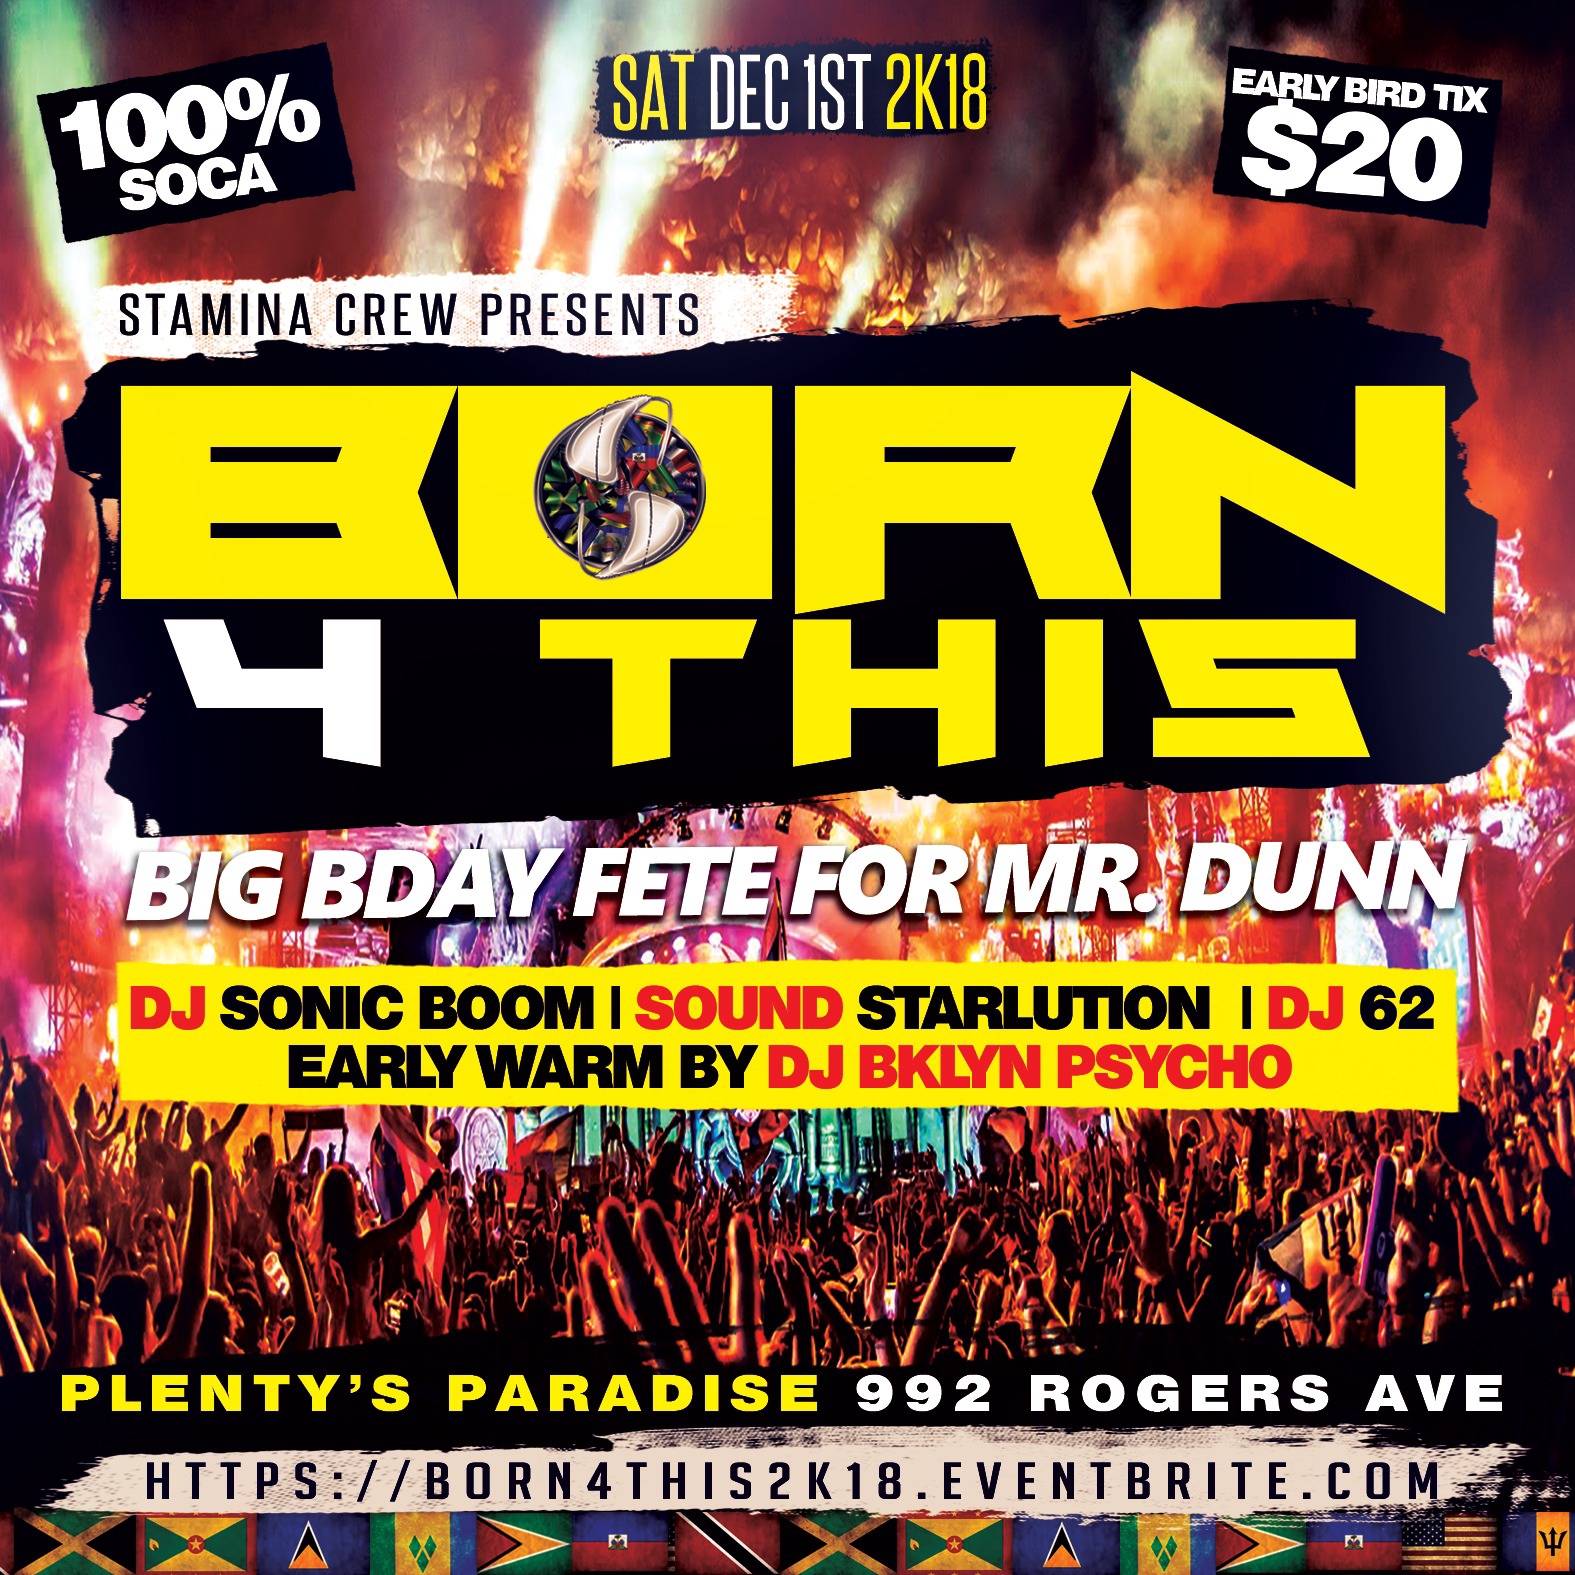 100%
SOCA
SAT DEC 1ST 2K18
EARLY BIRD TIX
$20
STAMINA CREW PRESENTS
BORN
4 THIS
BIG BDAY FETE FOR MR. DUNN
DJ SONIC BOOM | SOUND STARLUTION | DJ 62
EARLY WARM BY DJ BKLYN PSYCHO
PLENTY'S PARADISE 992 ROGERS AVE
HTTPS://BORN4THIS2K18.EVENTBRITE.COM